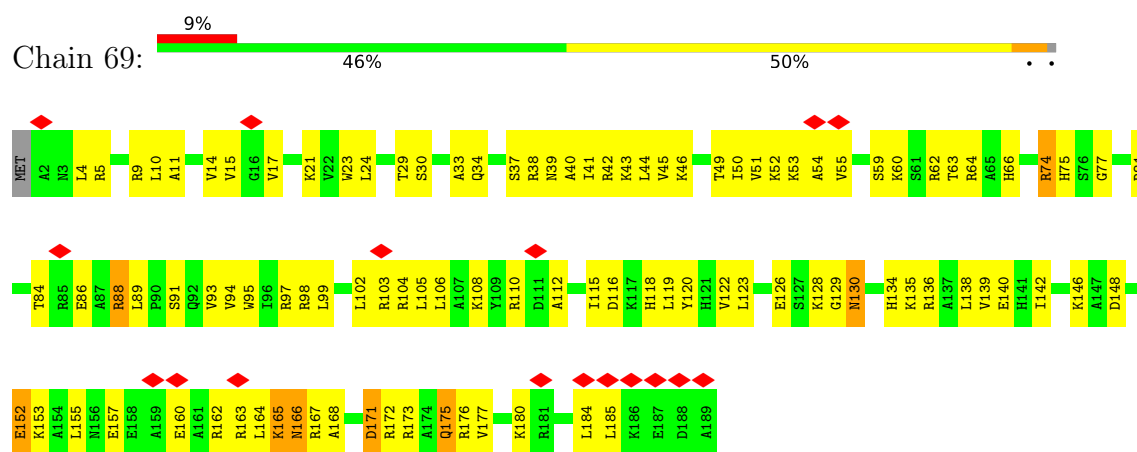 9%
Chain 69:
46% 50% . .
MET A2 N3 L4 R5 R9 L10 A11 V14 V15 G16 V17 K21 V22 W23 L24 T29 S30 A33 Q34 S37 R38 N39 A40 I41 R42 K43 L44 V45 K46 T49 I50 V51 K52 K53 A54 V55 S59 K60 S61 R62 T63 R64 A65 H66 R74 H75 S76 G77
T84 R85 E86 A87 R88 L89 P90 S91 Q92 V93 V94 W95 I96 R97 R98 L99 L102 R103 R104 L105 L106 A107 K108 Y109 R110 D111 A112 I115 D116 K117 H118 L119 Y120 H121 V122 L123 E126 S127 K128 G129 N130 H134 K135 R136 A137 L138 V139 E140 H141 I142 K146 A147 D148
E152 K153 A154 L155 N156 E157 E158 A159 E160 A161 R162 R163 L164 K165 N166 R167 A168 D171 R172 R173 A174 Q175 R176 V177 K180 R181 L184 L185 K186 E187 D188 A189